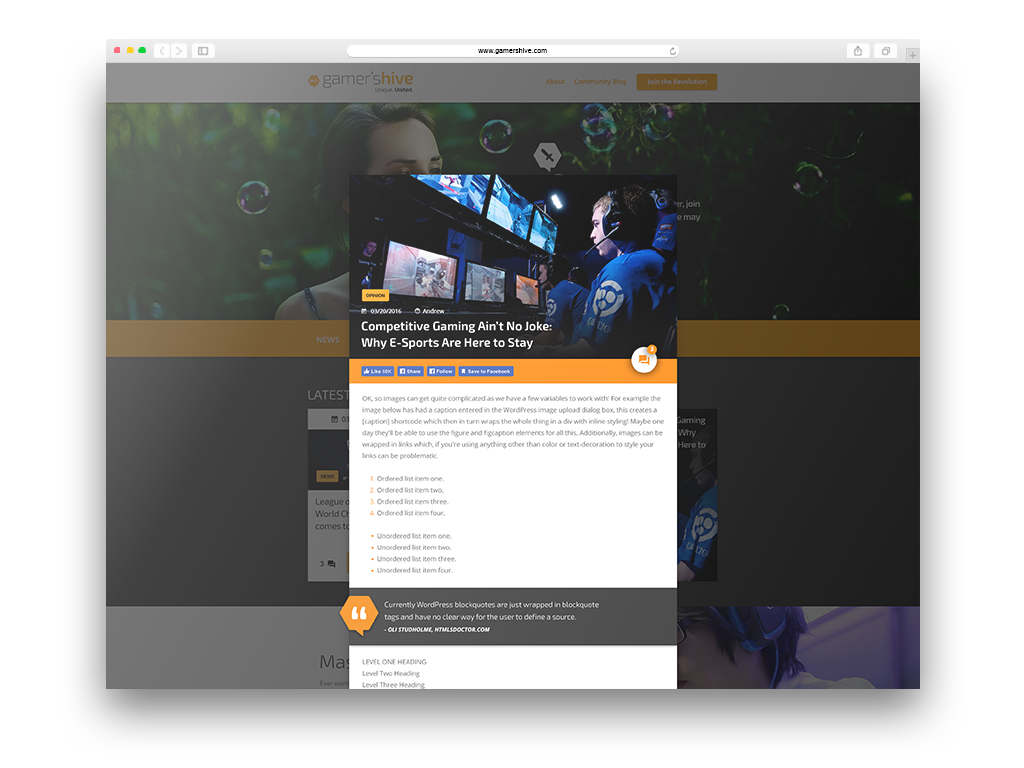 www.gamershive.com
gamer'shive
Unique. United.
About Community Blog Join the Revolution
er, join
e may
OPINION
03/20/2016 Andrew
Competitive Gaming Ain't No Joke:
Why E-Sports Are Here to Stay
3
NEWS
Like 58K Share Follow Save to Facebook
LATEST
OK, so images can get quite complicated as we have a few variables to work with! For example the
image below has had a caption entered in the WordPress image upload dialog box, this creates a
[caption] shortcode which then in turn wraps the whole thing in a div with inline styling! Maybe one
day they'll be able to use the figure and figcaption elements for all this. Additionally, images can be
wrapped in links which, if you're using anything other than color or text-decoration to style your
links can be problematic.
03
Gaming
Why
Here to
NEWS
League o
World Ch
comes to
3
1. Ordered list item one.
2. Ordered list item two.
3. Ordered list item three.
4. Ordered list item four.
• Unordered list item one.
• Unordered list item two.
• Unordered list item three.
• Unordered list item four.
Currently WordPress blockquotes are just wrapped in blockquote
tags and have no clear way for the user to define a source.
- OLI STUDHOLME, HTML5DOCTOR.COM
Mas
Ever wan
LEVEL ONE HEADING
Level Two Heading
Level Three Heading